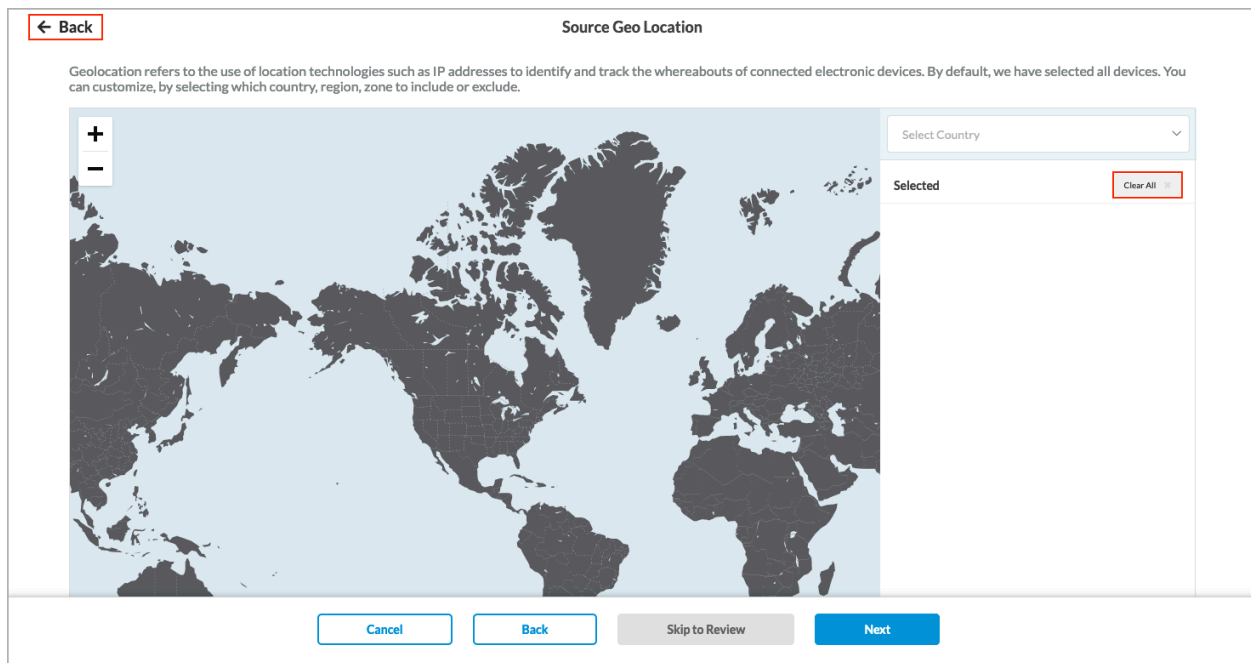 ← Back
Source Geo Location
Geolocation refers to the use of location technologies such as IP addresses to identify and track the whereabouts of connected electronic devices. By default, we have selected all devices. You
can customize, by selecting which country, region, zone to include or exclude.
+
−
Select Country
Selected
Clear All ×
Cancel
Back
Skip to Review
Next